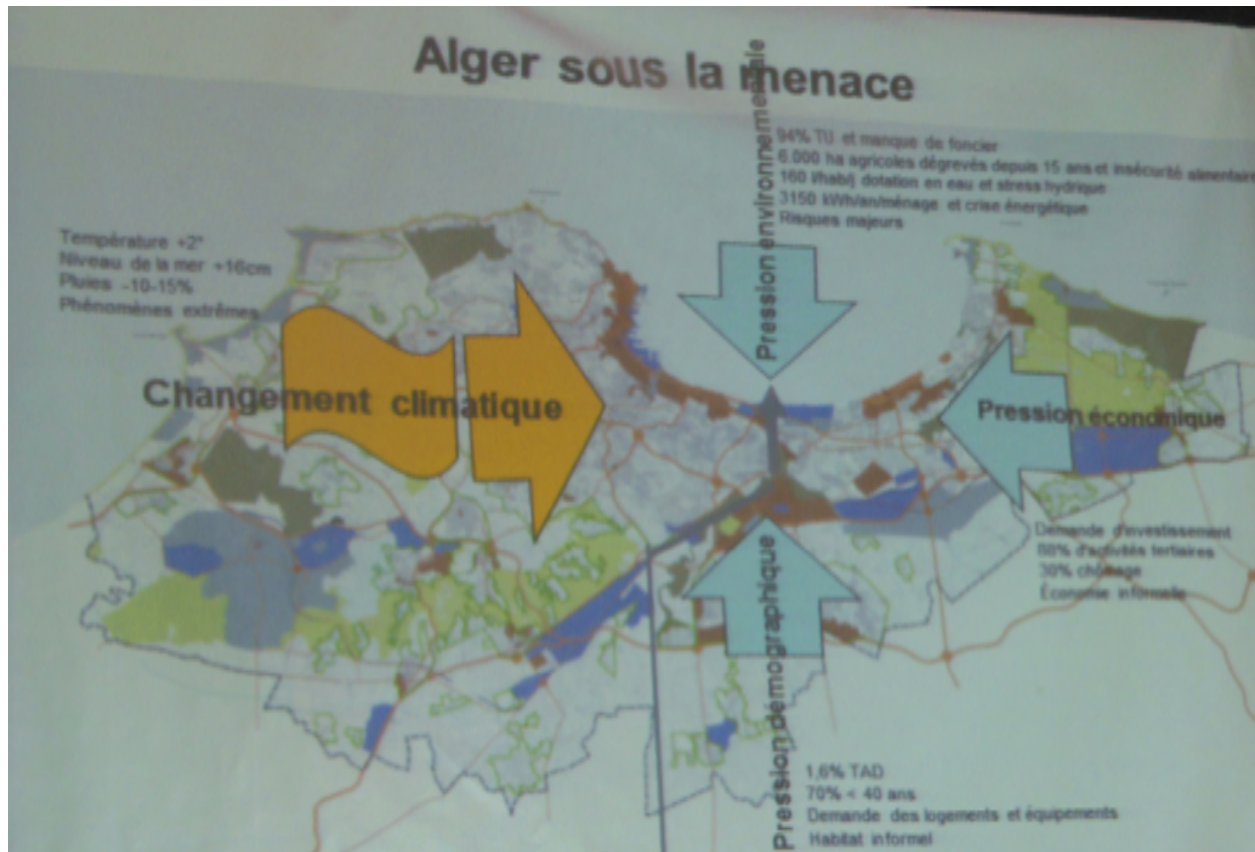 Alger sous la menace
Pression environnementale
94% TU et manque de foncier
6.000 ha agricoles dégrevés depuis 15 ans et insécurité alimentaire
160 l/hab/j dotation en eau et stress hydrique
3150 kWh/an/ménage et crise énergétique
Risques majeurs
Température +2°
Niveau de la mer +16cm
Pluies -10-15%
Phénomènes extrêmes
Changement climatique
Pression économique
Demande d'investissement
88% d'activités tertiaires
30% chômage
Économie informelle
Pression démographique
1,6% TAD
70% < 40 ans
Demande des logements et équipements
Habitat informel